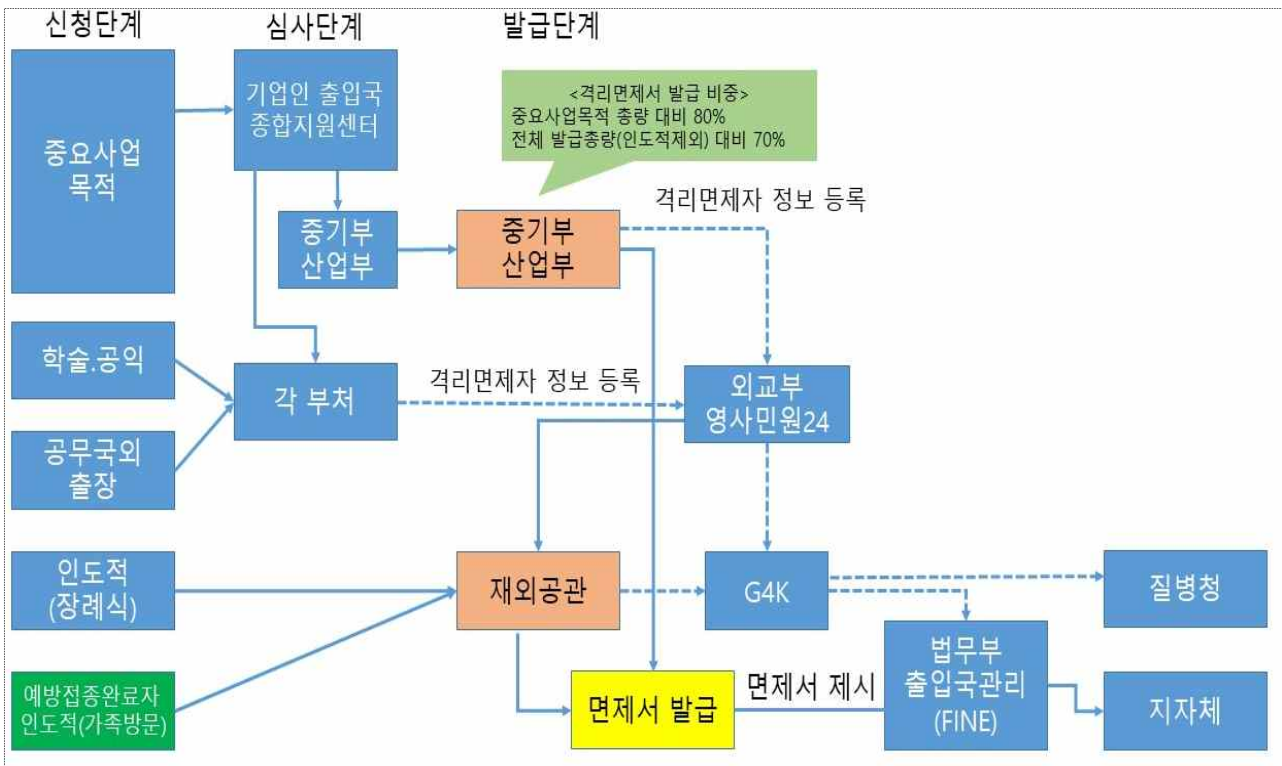 신청단계
심사단계
발급단계
중요사업
목적
기업인 출입국
종합지원센터
<격리면제서 발급 비중>
중요사업목적 총량 대비 80%
전체 발급총량(인도적제외) 대비 70%
중기부
산업부
중기부
산업부
격리면제자 정보 등록
학술.공익
각 부처
격리면제자 정보 등록
외교부
영사민원24
공무국외
출장
인도적
(장례식)
재외공관
G4K
질병청
예방접종완료자
인도적(가족방문)
면제서 발급
면제서 제시
법무부
출입국관리
(FINE)
지자체